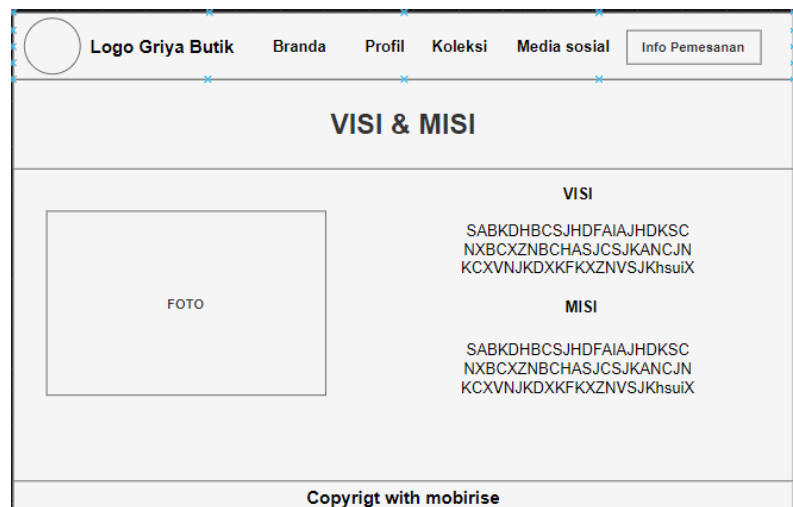 Logo Griya Butik Branda Profil Koleksi Media sosial Info Pemesanan
VISI & MISI
VISI
SABKDHBCSJHDFAIAJHDKSC
NXBCXZNBCHASJCSJKANCJN
KCXVNJKDXKFKXZNVSJKhsuiX
FOTO
MISI
SABKDHBCSJHDFAIAJHDKSC
NXBCXZNBCHASJCSJKANCJN
KCXVNJKDXKFKXZNVSJKhsuiX
Copyrigt with mobirise